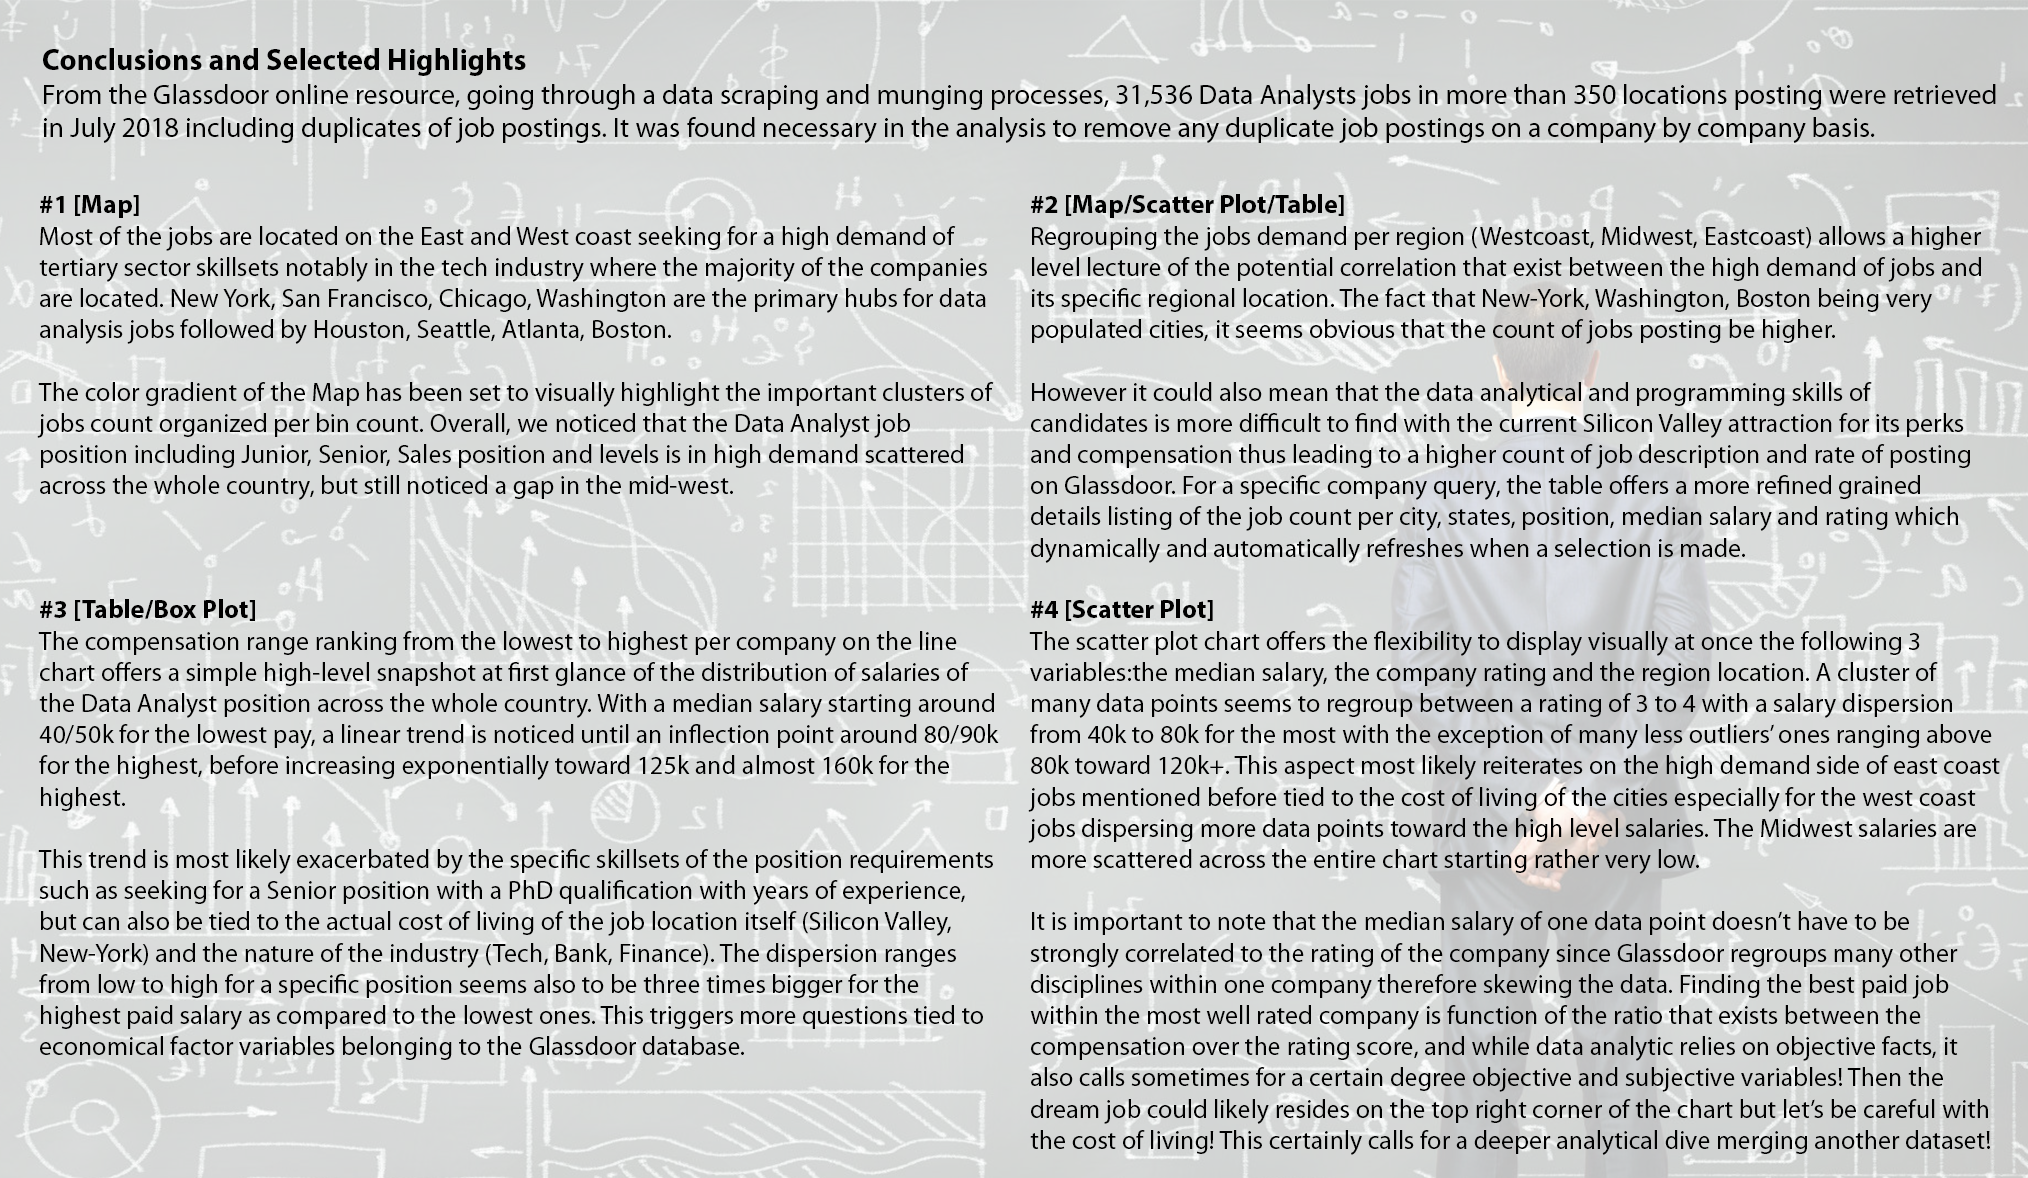 Conclusions and Selected Highlights
From the Glassdoor online resource, going through a data scraping and munging processes, 31,536 Data Analysts jobs in more than 350 locations posting were retrieved
in July 2018 including duplicates of job postings. It was found necessary in the analysis to remove any duplicate job postings on a company by company basis.
#1 [Map]
Most of the jobs are located on the East and West coast seeking for a high demand of
tertiary sector skillsets notably in the tech industry where the majority of the companies
are located. New York, San Francisco, Chicago, Washington are the primary hubs for data
analysis jobs followed by Houston, Seattle, Atlanta, Boston.
The color gradient of the Map has been set to visually highlight the important clusters of
jobs count organized per bin count. Overall, we noticed that the Data Analyst job
position including Junior, Senior, Sales position and levels is in high demand scattered
across the whole country, but still noticed a gap in the mid-west.
#2 [Map/Scatter Plot/Table]
Regrouping the jobs demand per region (Westcoast, Midwest, Eastcoast) allows a higher
level lecture of the potential correlation that exist between the high demand of jobs and
its specific regional location. The fact that New-York, Washington, Boston being very
populated cities, it seems obvious that the count of jobs posting be higher.
However it could also mean that the data analytical and programming skills of
candidates is more difficult to find with the current Silicon Valley attraction for its perks
and compensation thus leading to a higher count of job description and rate of posting
on Glassdoor. For a specific company query, the table offers a more refined grained
details listing of the job count per city, states, position, median salary and rating which
dynamically and automatically refreshes when a selection is made.
#3 [Table/Box Plot]
The compensation range ranking from the lowest to highest per company on the line
chart offers a simple high-level snapshot at first glance of the distribution of salaries of
the Data Analyst position across the whole country. With a median salary starting around
40/50k for the lowest pay, a linear trend is noticed until an inflection point around 80/90k
for the highest, before increasing exponentially toward 125k and almost 160k for the
highest.
This trend is most likely exacerbated by the specific skillsets of the position requirements
such as seeking for a Senior position with a PhD qualification with years of experience,
but can also be tied to the actual cost of living of the job location itself (Silicon Valley,
New-York) and the nature of the industry (Tech, Bank, Finance). The dispersion ranges
from low to high for a specific position seems also to be three times bigger for the
highest paid salary as compared to the lowest ones. This triggers more questions tied to
economical factor variables belonging to the Glassdoor database.
#4 [Scatter Plot]
The scatter plot chart offers the flexibility to display visually at once the following 3
variables:the median salary, the company rating and the region location. A cluster of
many data points seems to regroup between a rating of 3 to 4 with a salary dispersion
from 40k to 80k for the most with the exception of many less outliers' ones ranging above
80k toward 120k+. This aspect most likely reiterates on the high demand side of east coast
jobs mentioned before tied to the cost of living of the cities especially for the west coast
jobs dispersing more data points toward the high level salaries. The Midwest salaries are
more scattered across the entire chart starting rather very low.
It is important to note that the median salary of one data point doesn't have to be
strongly correlated to the rating of the company since Glassdoor regroups many other
disciplines within one company therefore skewing the data. Finding the best paid job
within the most well rated company is function of the ratio that exists between the
compensation over the rating score, and while data analytic relies on objective facts, it
also calls sometimes for a certain degree objective and subjective variables! Then the
dream job could likely resides on the top right corner of the chart but let's be careful with
the cost of living! This certainly calls for a deeper analytical dive merging another dataset!